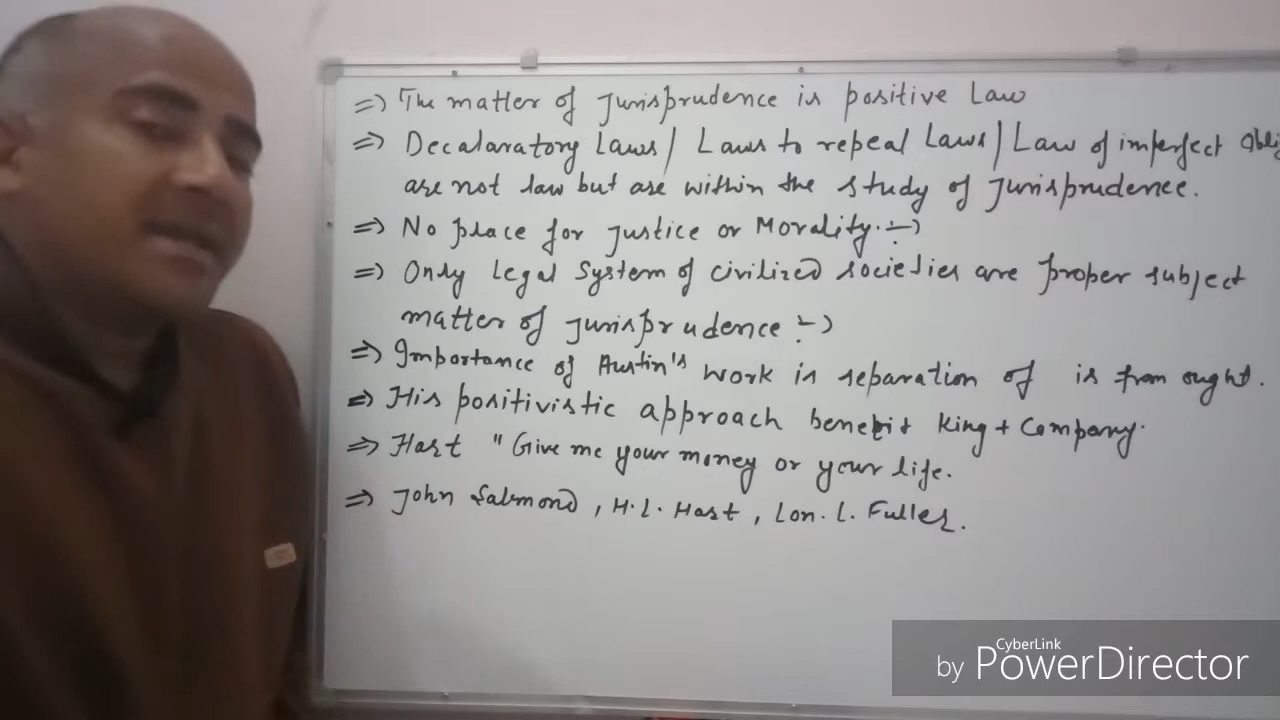 => The matter of Jurisprudence is positive Law
=> Decalaratory Laws / Laws to repeal Laws / Law of imperfect Obli
are not law but are within the study of Jurisprudence.
=> No place for Justice or Morality :-)
=> Only Legal System of civilized societies are proper subject
matter of Jurisprudence :-)
=> Importance of Austin's work is separation of is from ought.
=> His positivistic approach benefit King + Company.
=> Hart "Give me your money or your life.
=> John Salmond, H.L. Hart, Lon. L. Fuller.
CyberLink
by PowerDirector